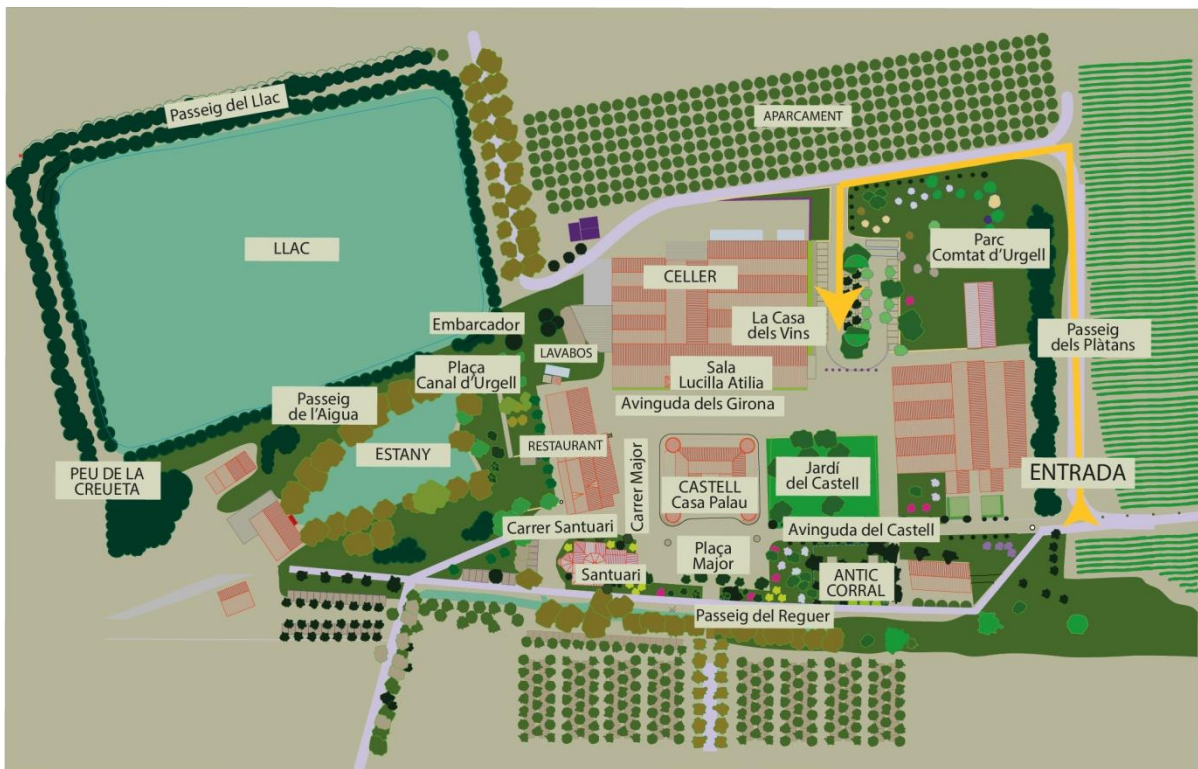 Passeig del Llac
APARCAMENT
LLAC
Parc
Comtat d'Urgell
CELLER
Embarcador
La Casa
dels Vins
Passeig
dels Plàtans
LAVABOS
Plaça
Canal d'Urgell
Sala
Lucilla Atilia
Passeig
de l'Aigua
Avinguda dels Girona
ESTANY
RESTAURANT
Carrer Major
PEU DE LA
CREUETA
CASTELL
Casa Palau
Jardí
del Castell
ENTRADA
Carrer Santuari
Avinguda del Castell
Plaça
Major
Santuari
ANTIC
CORRAL
Passeig del Reguer